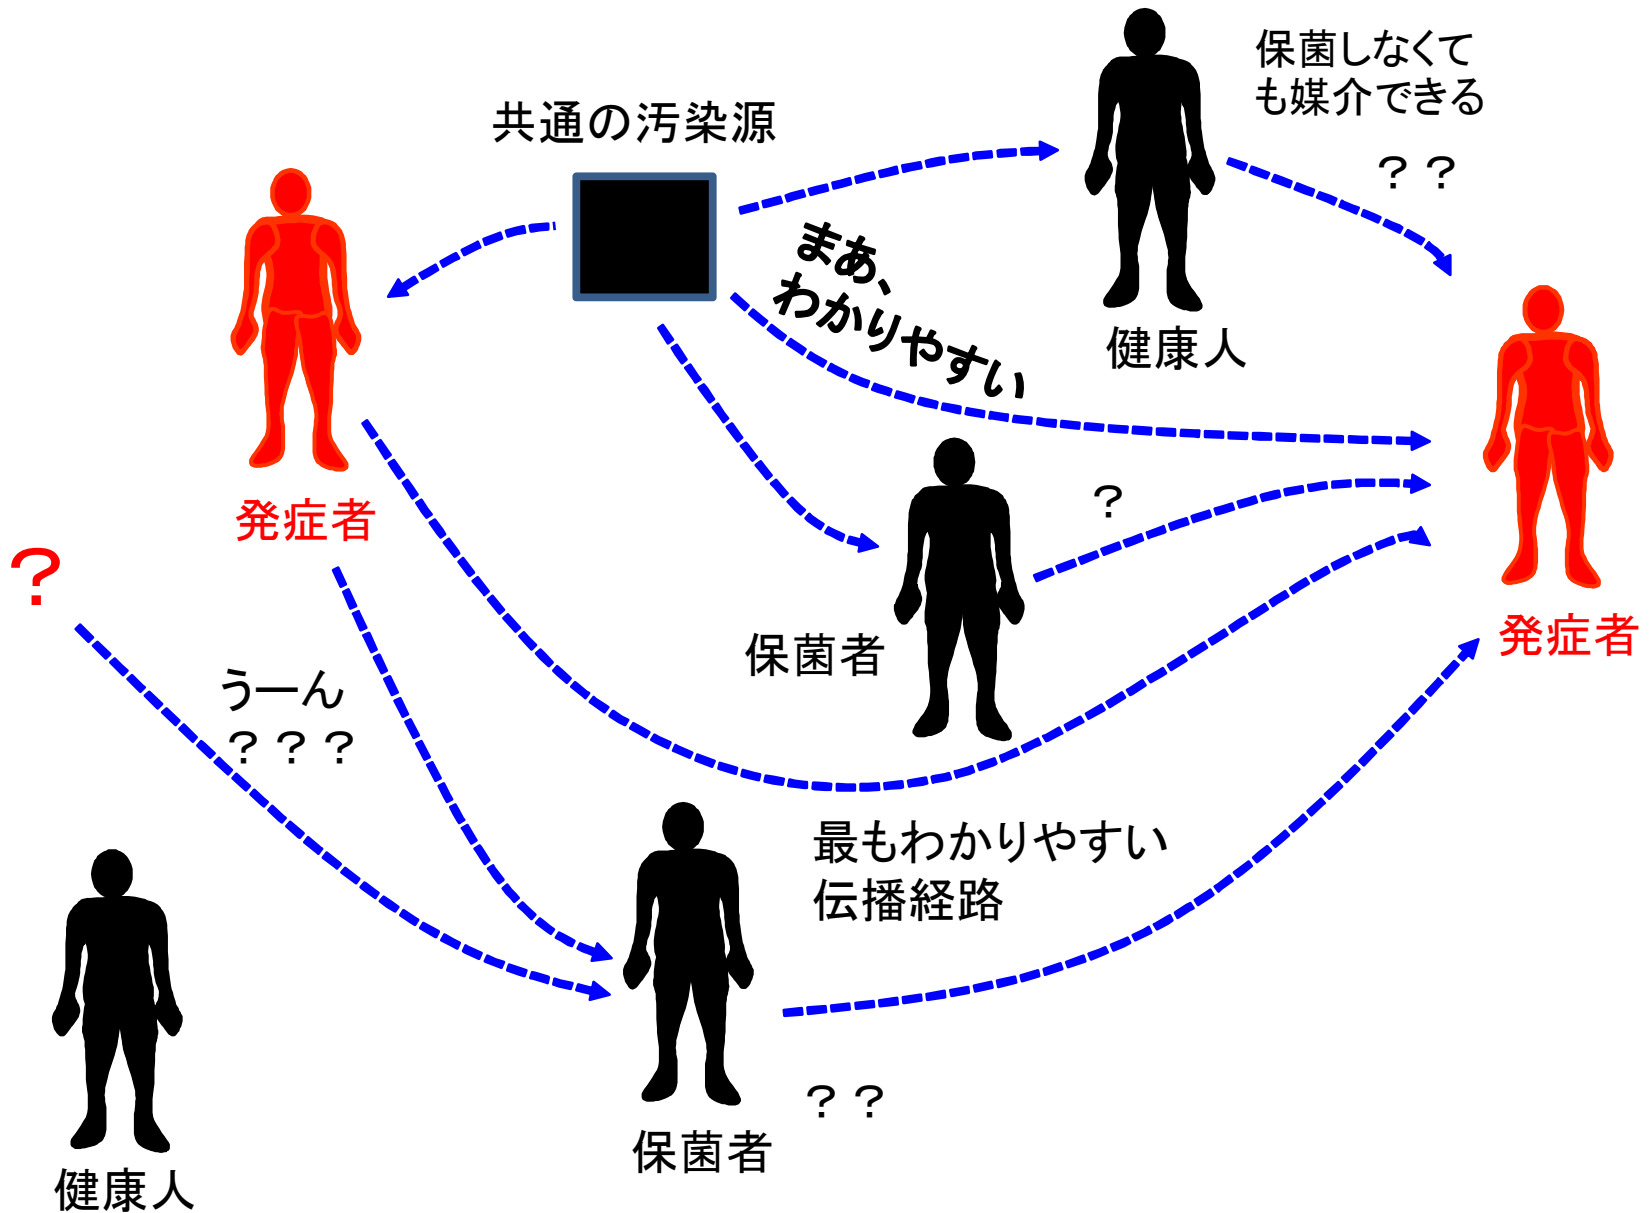 保菌しなくて
も媒介できる
？？
共通の汚染源
まあ、
わかりやすい
健康人
発症者
？
？
保菌者
発症者
うーん
？？？
最もわかりやすい
伝播経路
？？
保菌者
健康人